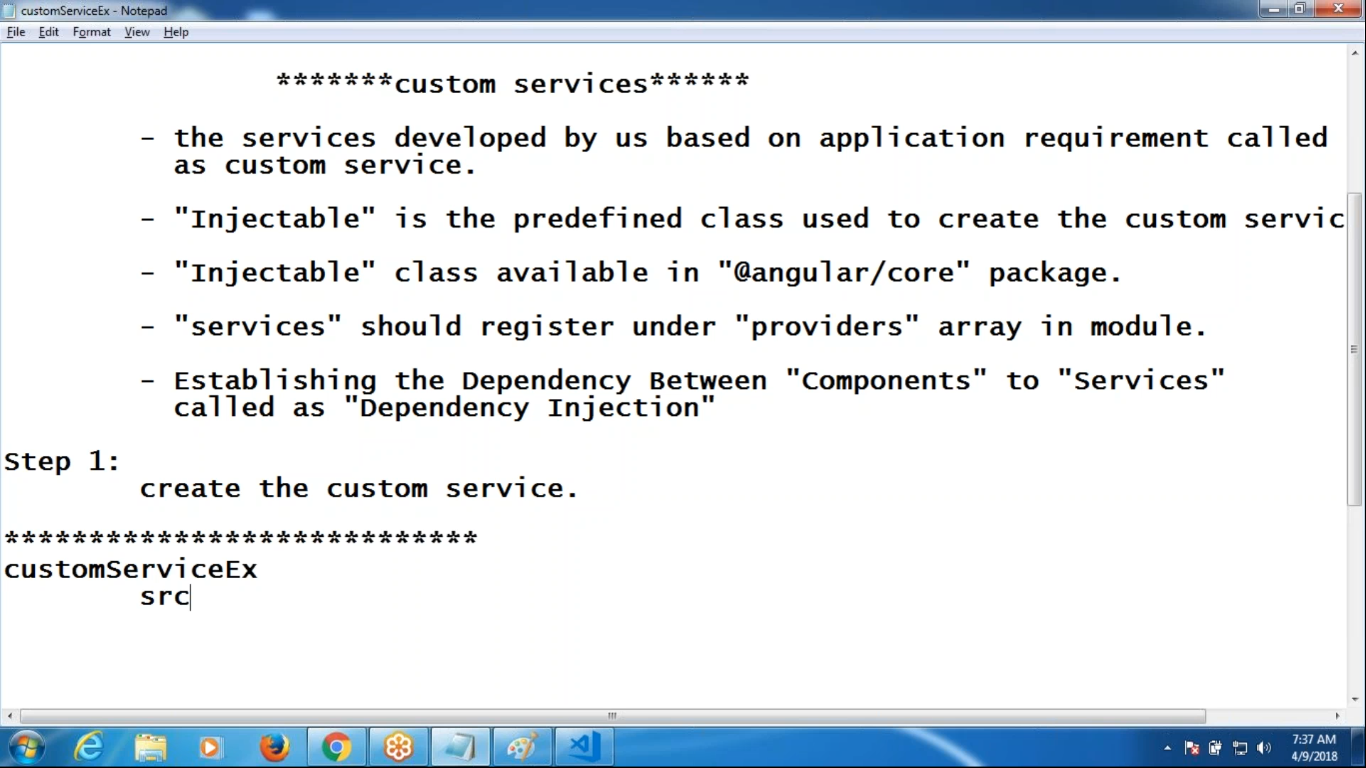 customServiceEx - Notepad
File Edit Format View Help
*******custom services******
- the services developed by us based on application requirement called
as custom service.
- "Injectable" is the predefined class used to create the custom servic
- "Injectable" class available in "@angular/core" package.
- "services" should register under "providers" array in module.
- Establishing the Dependency Between "Components" to "Services"
called as "Dependency Injection"
Step 1:
create the custom service.
****************************
customServiceEx
src
7:37 AM
4/9/2018